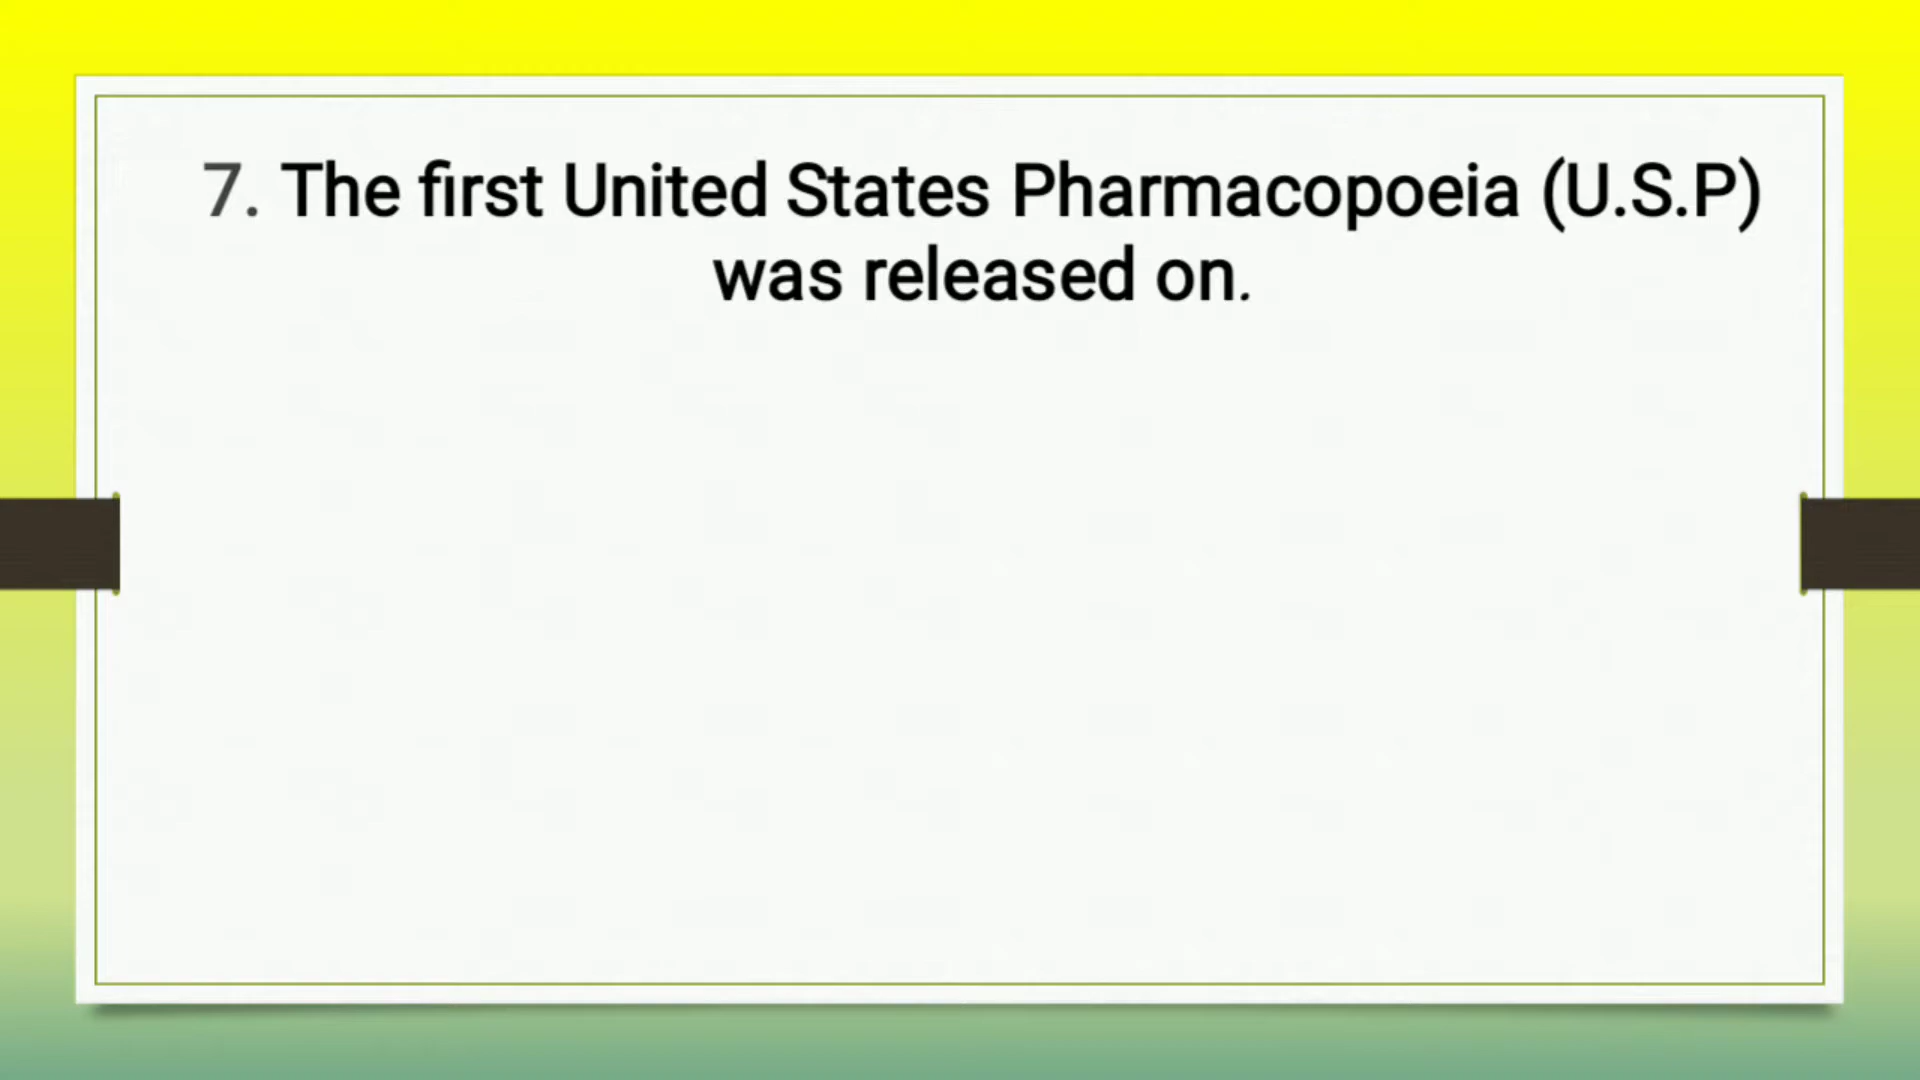 7. The first United States Pharmacopoeia (U.S.P)
was released on.